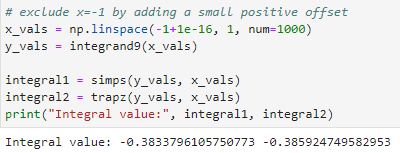 # exclude x=-1 by adding a small positive offset
x_vals = np.linspace(-1+1e-16, 1, num=1000)
y_vals = integrand9(x_vals)
integral1 = simps(y_vals, x_vals)
integral2 = trapz(y_vals, x_vals)
print("Integral value:", integral1, integral2)
Integral value: -0.3833796105750773 -0.385924749582953